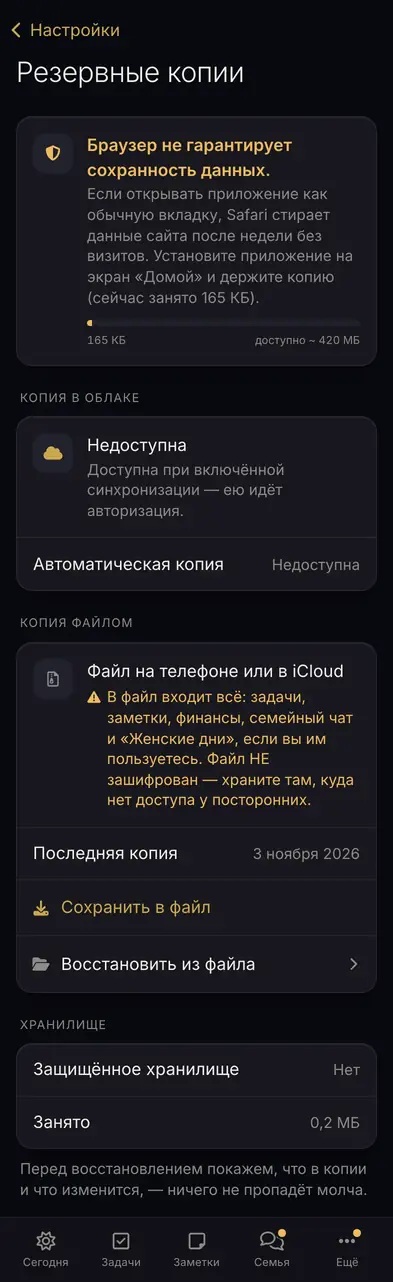 Настройки
Резервные копии
Браузер не гарантирует
сохранность данных.
Если открывать приложение как
обычную вкладку, Safari стирает
данные сайта после недели без
визитов. Установите приложение на
экран «Домой» и держите копию
(сейчас занято 165 КБ).
165 КБ доступно ~ 420 МБ
КОПИЯ В ОБЛАКЕ
Недоступна
Доступна при включённой
синхронизации — ею идёт
авторизация.
Автоматическая копия Недоступна
КОПИЯ ФАЙЛОМ
Файл на телефоне или в iCloud
В файл входит всё: задачи,
заметки, финансы, семейный чат
и «Женские дни», если вы им
пользуетесь. Файл НЕ
зашифрован — храните там, куда
нет доступа у посторонних.
Последняя копия 3 ноября 2026
Сохранить в файл
Восстановить из файла
ХРАНИЛИЩЕ
Защищённое хранилище Нет
Занято 0,2 МБ
Перед восстановлением покажем, что в копии
и что изменится, — ничего не пропадёт молча.
Сегодня Задачи Заметки Семья Ещё